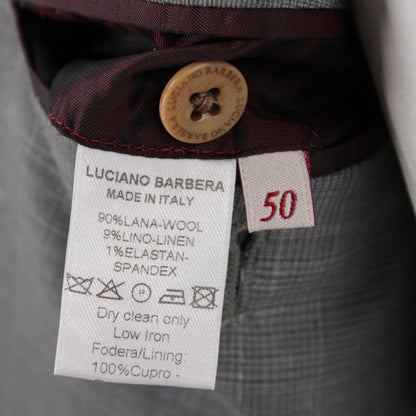 LUCIANO BARBERA
LUCIANO BARBERA
LUCIANO BARBERA
MADE IN ITALY
90%LANA-WOOL
9%LINO-LINEN
1%ELASTAN-
SPANDEX
P
Dry clean only
Low Iron
Fodera/Lining:
100%Cupro -
50